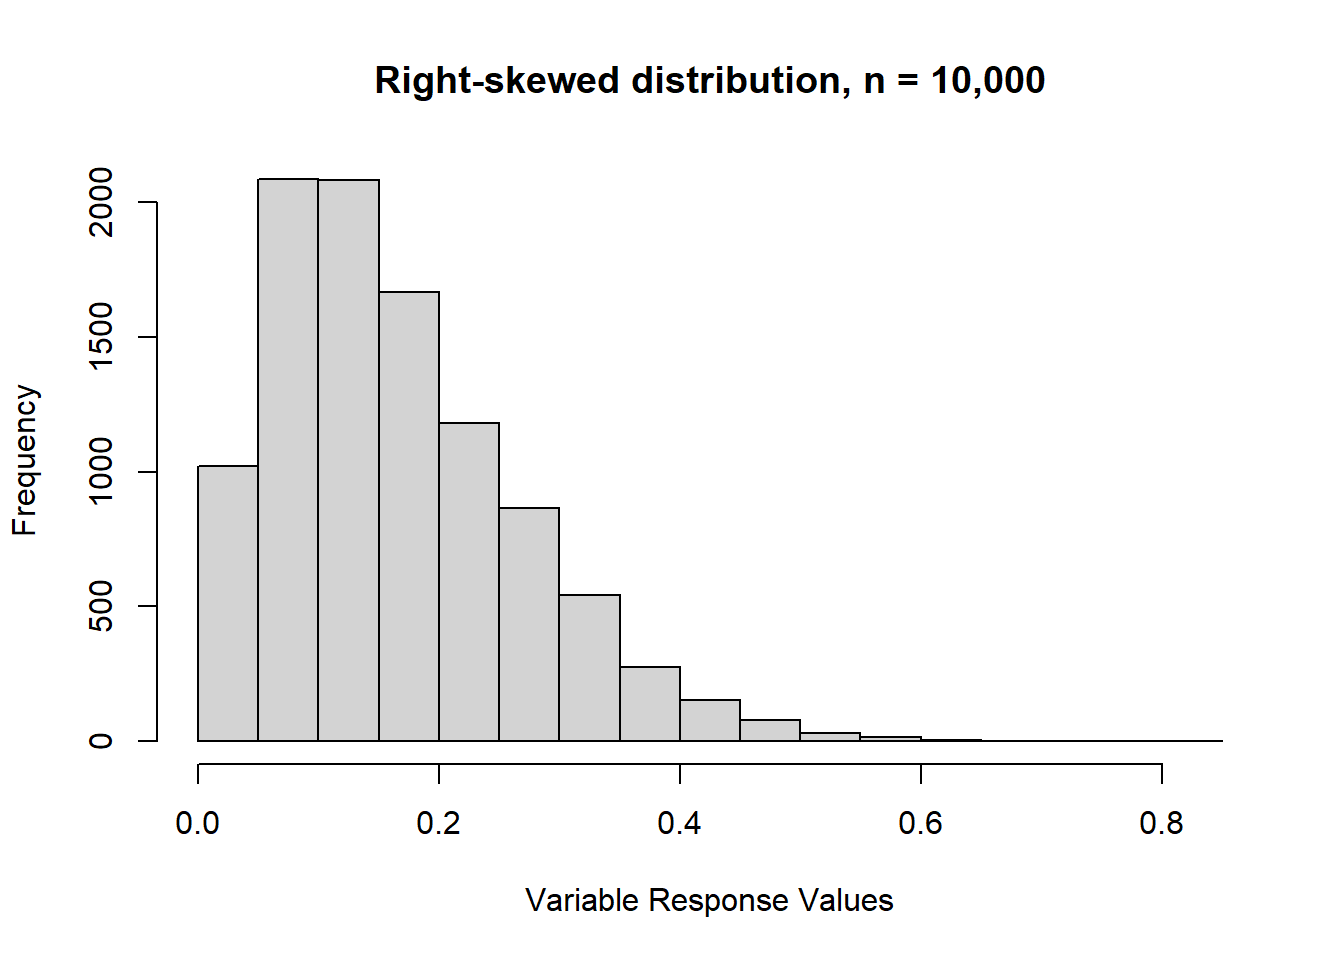 Right-skewed distribution, n = 10,000
Frequency
2000
1500
1000
500
0
0.0 0.2 0.4 0.6 0.8
Variable Response Values